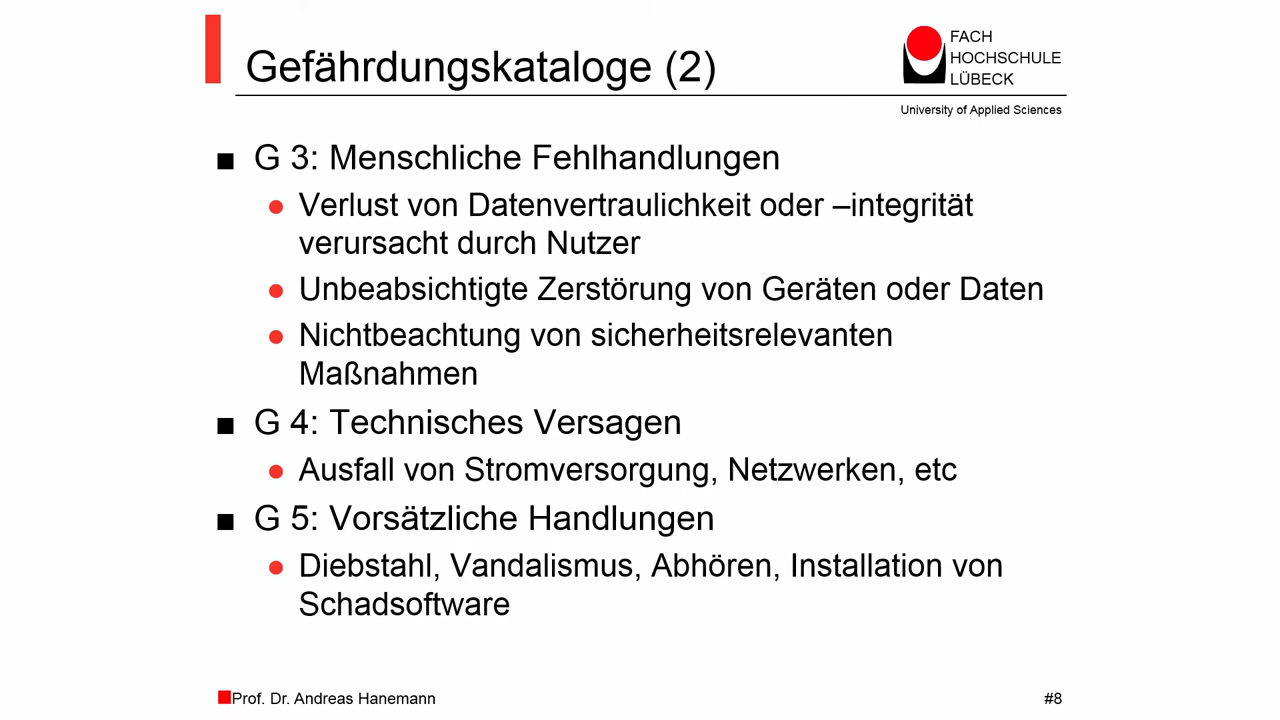 Gefährdungskataloge (2)
FACH
HOCHSCHULE
LÜBECK
University of Applied Sciences
G 3: Menschliche Fehlhandlungen
Verlust von Datenvertraulichkeit oder –integrität
verursacht durch Nutzer
Unbeabsichtigte Zerstörung von Geräten oder Daten
Nichtbeachtung von sicherheitsrelevanten
Maßnahmen
G 4: Technisches Versagen
Ausfall von Stromversorgung, Netzwerken, etc
G 5: Vorsätzliche Handlungen
Diebstahl, Vandalismus, Abhören, Installation von
Schadsoftware
Prof. Dr. Andreas Hanemann
#8